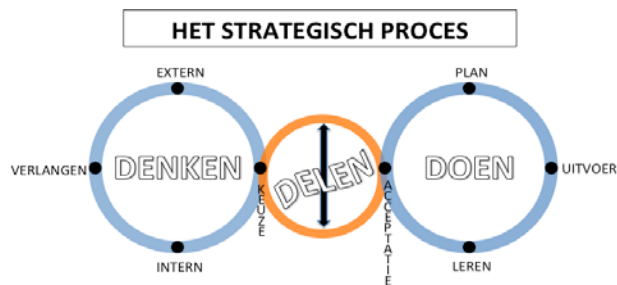 HET STRATEGISCH PROCES
EXTERN
PLAN
VERLANGEN
DENKEN
KEUZE
DELEN
ACCEPTATIE
DOEN
UITVOER
INTERN
LEREN